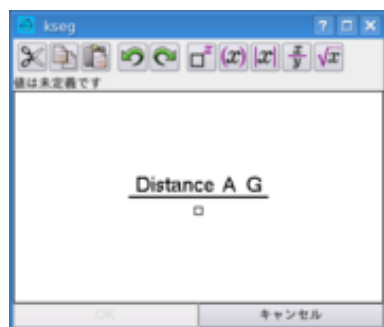 kseg
(x) |x| x/y √x
値は未定義です
Distance A G
OK
キャンセル